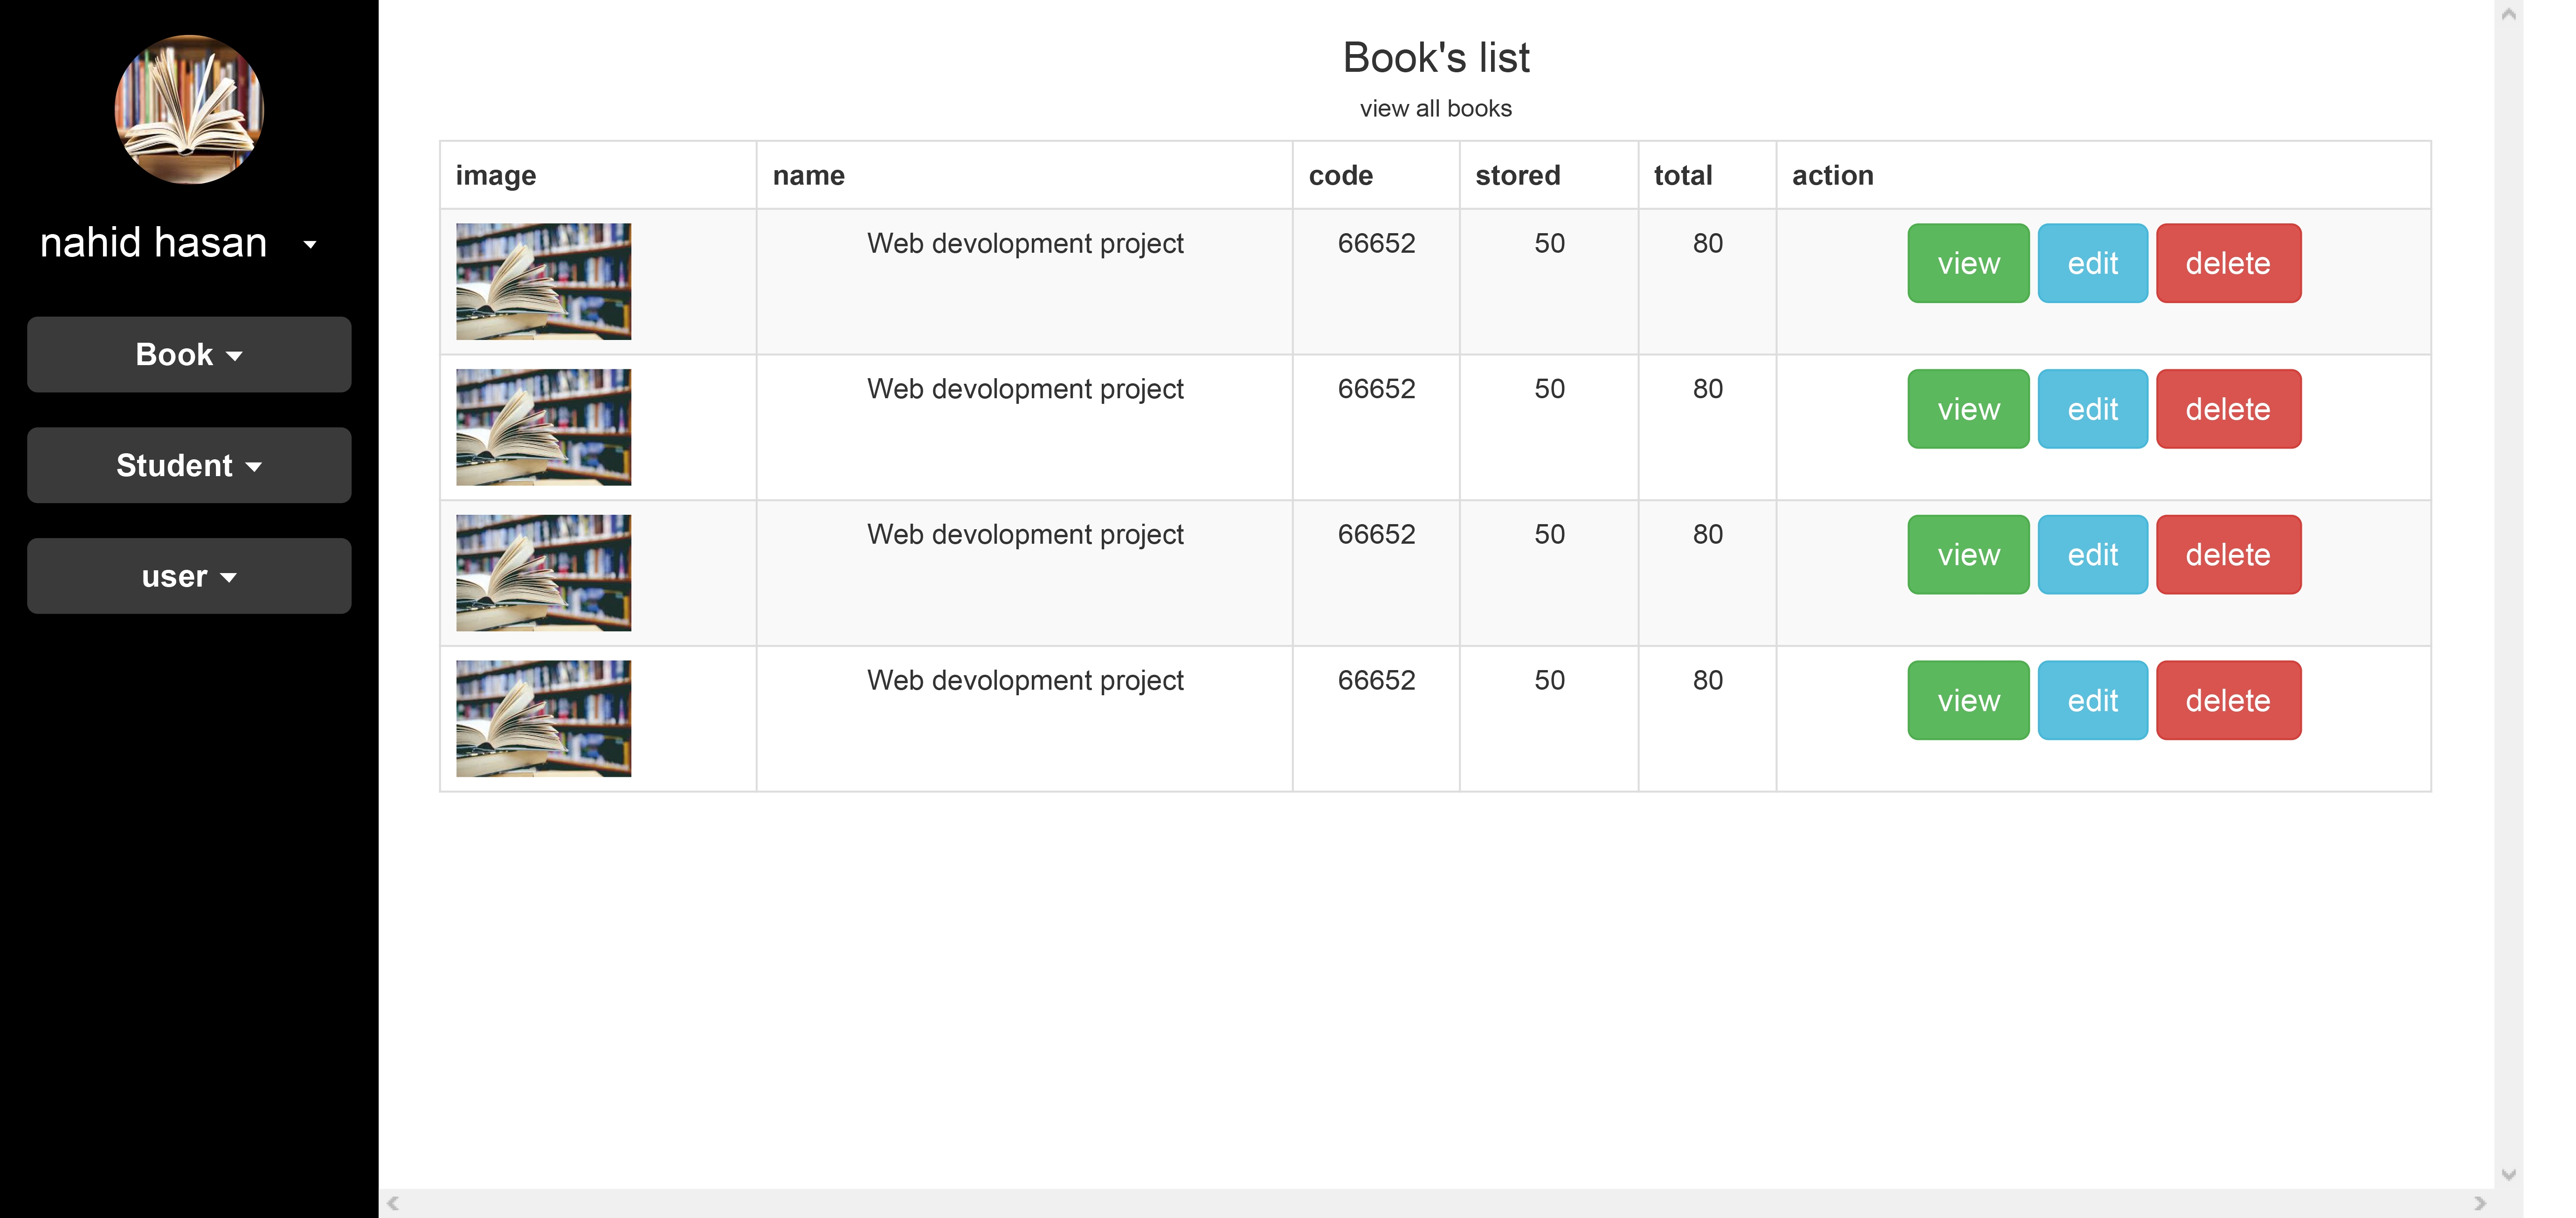 nahid hasan
Book
Student
user
Book's list
view all books
image name code stored total action
Web devolopment project 66652 50 80 view edit delete
Web devolopment project 66652 50 80 view edit delete
Web devolopment project 66652 50 80 view edit delete
Web devolopment project 66652 50 80 view edit delete